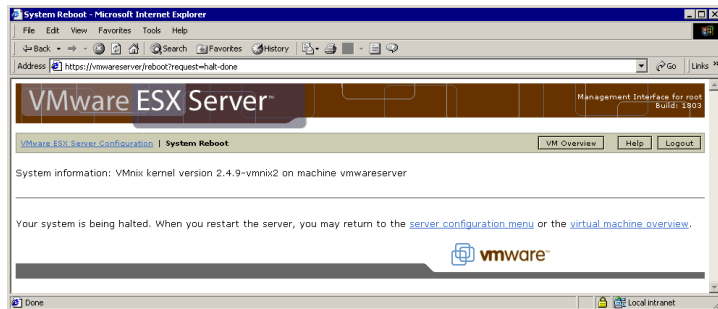 System Reboot - Microsoft Internet Explorer
File Edit View Favorites Tools Help
Back Search Favorites History
Address https://vmwareserver/reboot?request=halt-done Go Links »
VMware ESX Server™
Management Interface for root
Build: 1803
VMware ESX Server Configuration | System Reboot VM Overview Help Logout
System information: VMnix kernel version 2.4.9-vmnix2 on machine vmwareserver
Your system is being halted. When you restart the server, you may return to the server configuration menu or the virtual machine overview.
vmware™
Done Local intranet